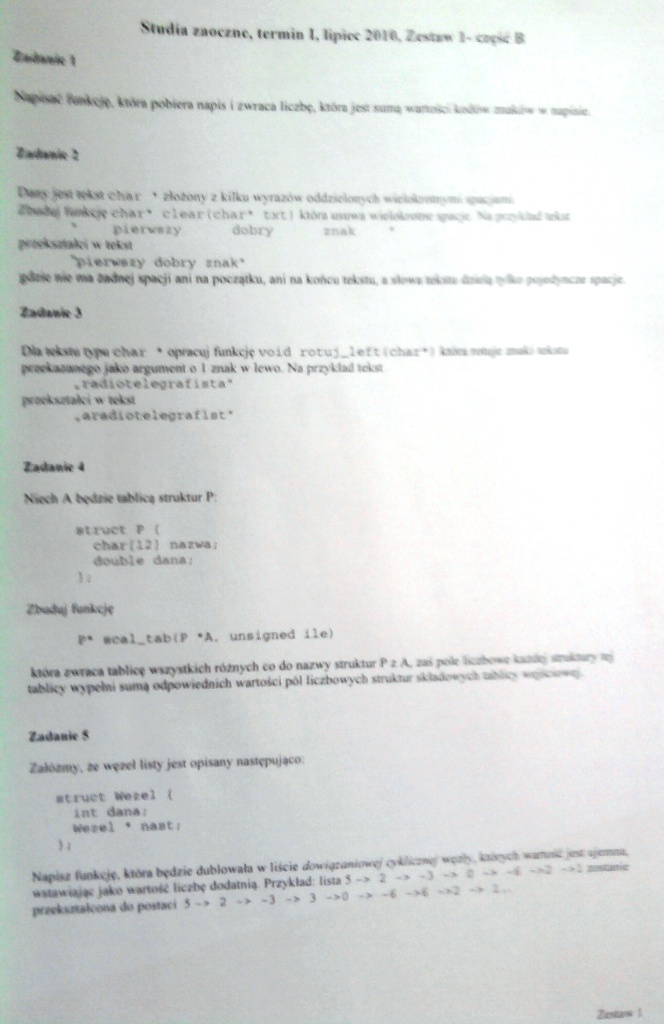 Studia zaoczne, termin I, lipiec 2010, Zestaw 1- część B
Zadanie 1
Napisać funkcję, która pobiera napis i zwraca liczbę, która jest sumą wartości kodów znaków w napisie.
Zadanie 2
Dany jest tekst char * złożony z kilku wyrazów oddzielonych wielokrotnymi spacjami
Zbuduj funkcję char* clear(char* txt) która usuwa wielokrotne spacje. Na przykład tekst
" pierwszy dobry znak "
przekształci w tekst
"pierwszy dobry znak"
gdzie nie ma żadnej spacji ani na początku, ani na końcu tekstu, a słowa tekstu dzielą tylko pojedyncze spacje.
Zadanie 3
Dla tekstu typu char * opracuj funkcję void rotuj_left(char*) która rotuje znaki tekstu
przekazanego jako argument o 1 znak w lewo. Na przykład tekst
„radiotelegrafista"
przekształci w tekst
„aradiotelegrafist"
Zadanie 4
Niech A będzie tablicą struktur P:
struct P {
char[12] nazwa;
double dana;
};
Zbuduj funkcję
P* scal_tab(P *A, unsigned ile)
która zwraca tablicę wszystkich różnych co do nazwy struktur P z A, zaś pole liczbowe każdej struktury tej
tablicy wypełni sumą odpowiednich wartości pól liczbowych struktur składowych tablicy wejściowej.
Zadanie 5
Załóżmy, że węzeł listy jest opisany następująco:
struct Wezel {
int dana;
Wezel * nast;
};
Napisz funkcję, która będzie dublowała w liście dowiązaniowej cyklicznej węzły, których wartość jest ujemna,
wstawiając jako wartość liczbę dodatnią. Przykład: lista 5 -> 2 -> -3 -> 0 -> -6 ->2 ->1 zostanie
przekształcona do postaci 5 -> 2 -> -3 -> 3 ->0 -> -6 ->6 ->2 -> 1..
Zestaw 1